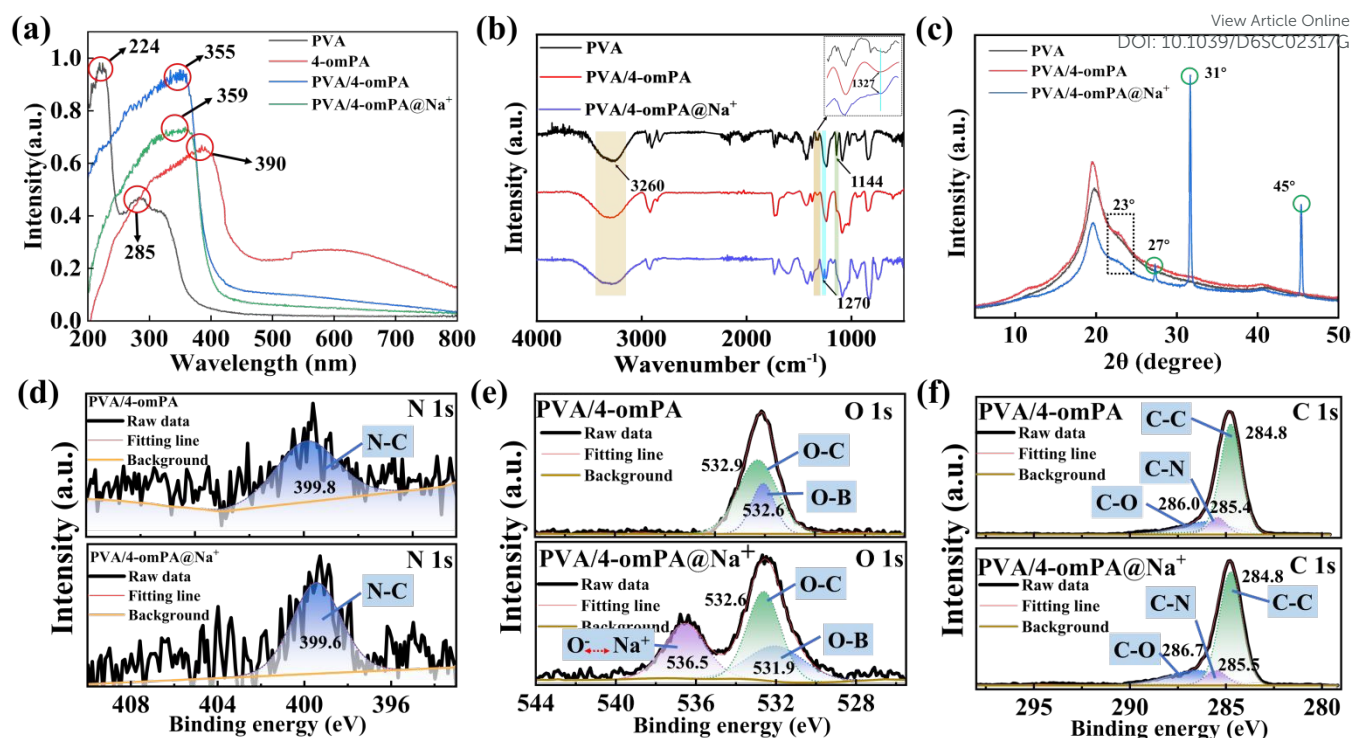 View Article Online
DOI: 10.1039/D6SC02317G
(a)
224
355
359
390
285
PVA
4-omPA
PVA/4-omPA
PVA/4-omPA@Na⁺
1.0
0.8
0.6
0.4
0.2
0.0
Intensity(a.u.)
200 300 400 500 600 700 800
Wavelength (nm)
(b)
PVA
PVA/4-omPA
PVA/4-omPA@Na⁺
1327
3260
1144
1270
Intensity (a.u.)
4000 3000 2000 1000
Wavenumber (cm⁻¹)
(c)
PVA
PVA/4-omPA
PVA/4-omPA@Na⁺
31°
45°
23°
27°
Intensity (a.u.)
10 20 30 40 50
2θ (degree)
(d)
PVA/4-omPA
N 1s
Raw data
Fitting line
Background
N-C
399.8
PVA/4-omPA@Na⁺
N 1s
Raw data
Fitting line
Background
N-C
399.6
Intensity (a.u.)
408 404 400 396
Binding energy (eV)
(e)
PVA/4-omPA
O 1s
Raw data
Fitting line
Background
532.9
O-C
O-B
532.6
PVA/4-omPA@Na⁺
O 1s
Raw data
Fitting line
Background
532.6
O-C
O-B
O⁻ Na⁺
536.5
531.9
Intensity (a.u.)
544 540 536 532 528
Binding energy (eV)
(f)
PVA/4-omPA
C 1s
Raw data
Fitting line
Background
C-C
284.8
C-N
C-O
286.0
285.4
PVA/4-omPA@Na⁺
C 1s
Raw data
Fitting line
Background
284.8
C-N
C-C
C-O
286.7
285.5
Intensity (a.u.)
295 290 285 280
Binding energy (eV)